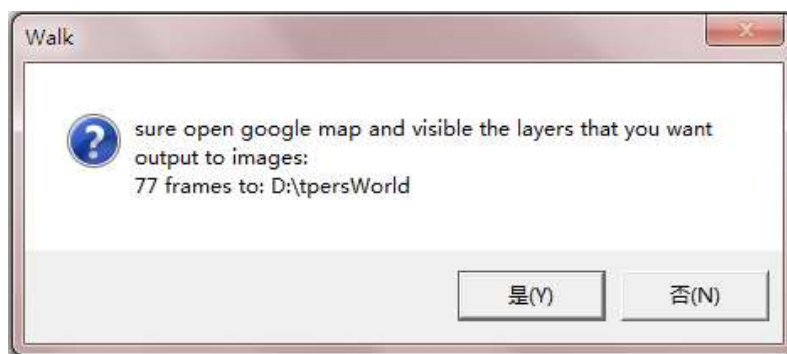 Walk
sure open google map and visible the layers that you want
output to images:
77 frames to: D:\tpersWorld
是(Y)
否(N)